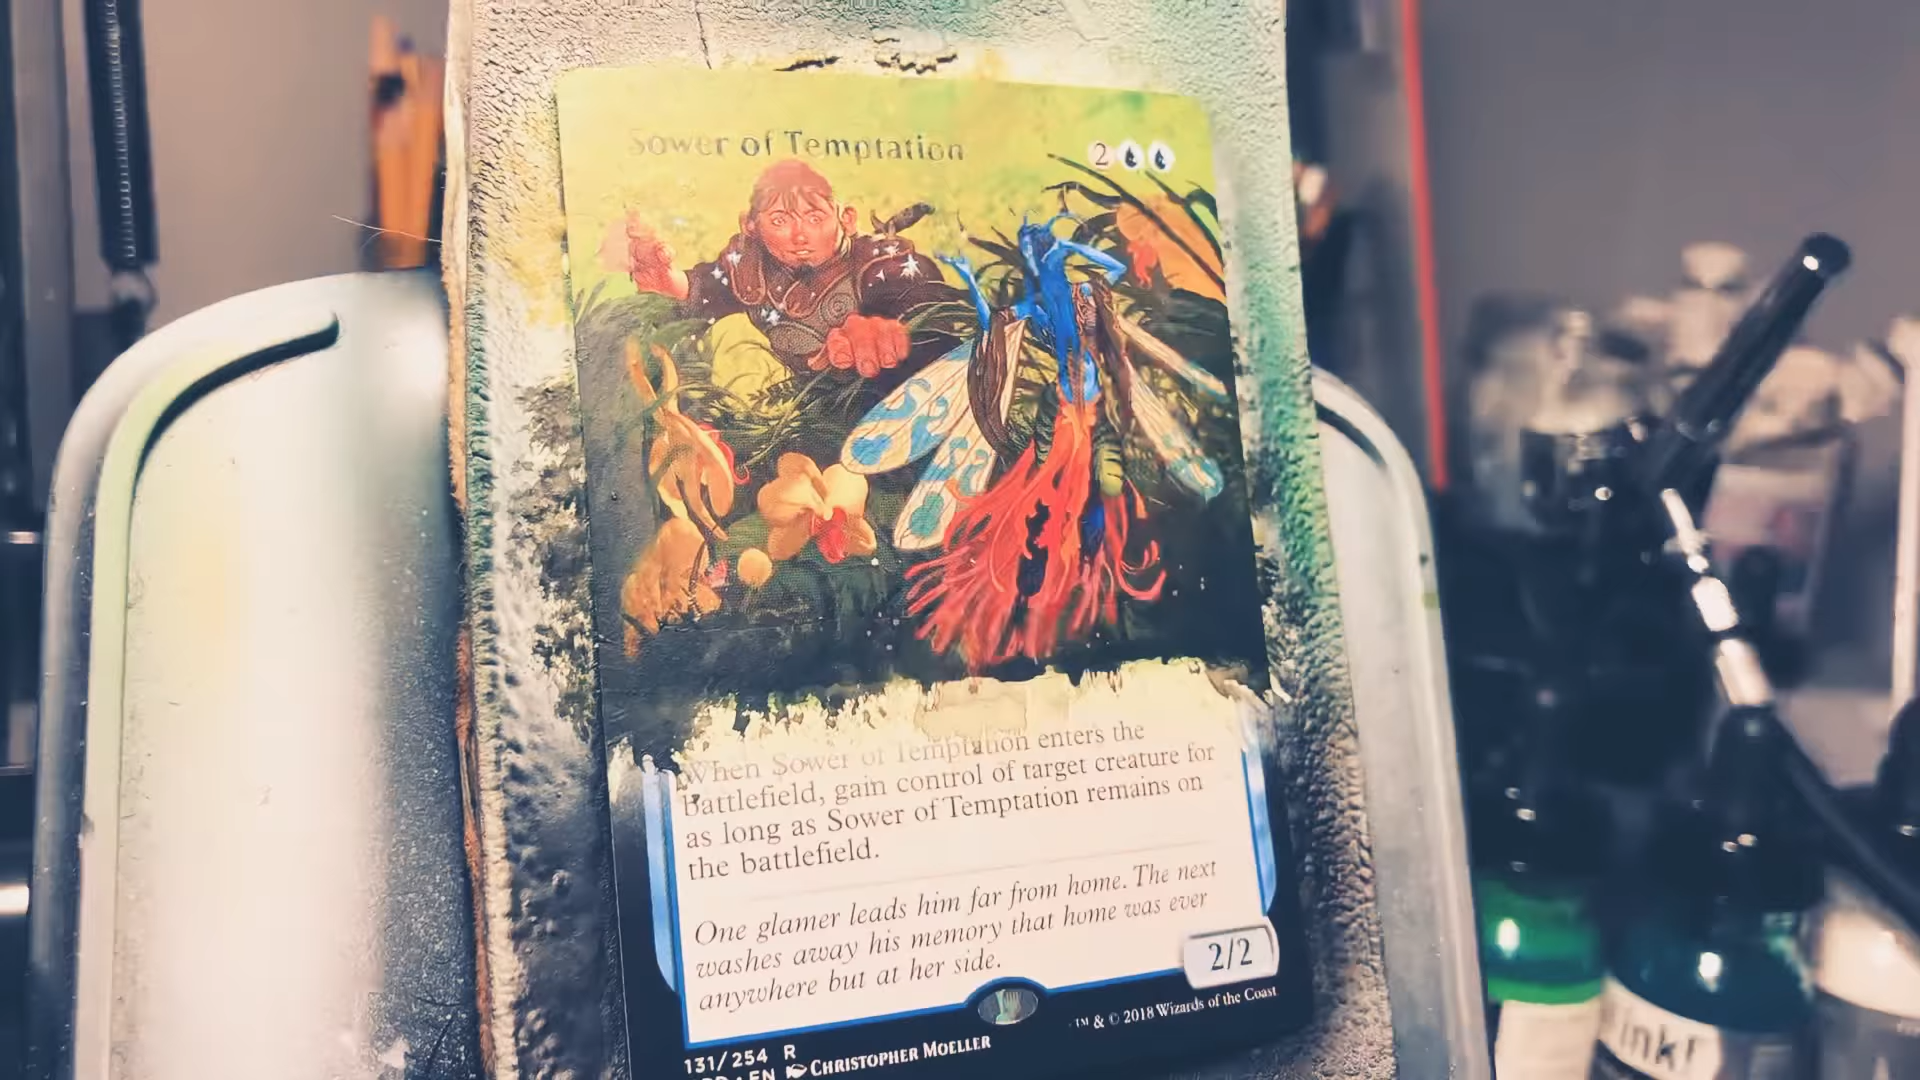 Sower of Temptation
2
When Sower of Temptation enters the
battlefield, gain control of target creature for
as long as Sower of Temptation remains on
the battlefield.
One glamer leads him far from home. The next
washes away his memory that home was ever
anywhere but at her side.
2/2
™ & © 2018 Wizards of the Coast
131/254 R
EN CHRISTOPHER MOELLER